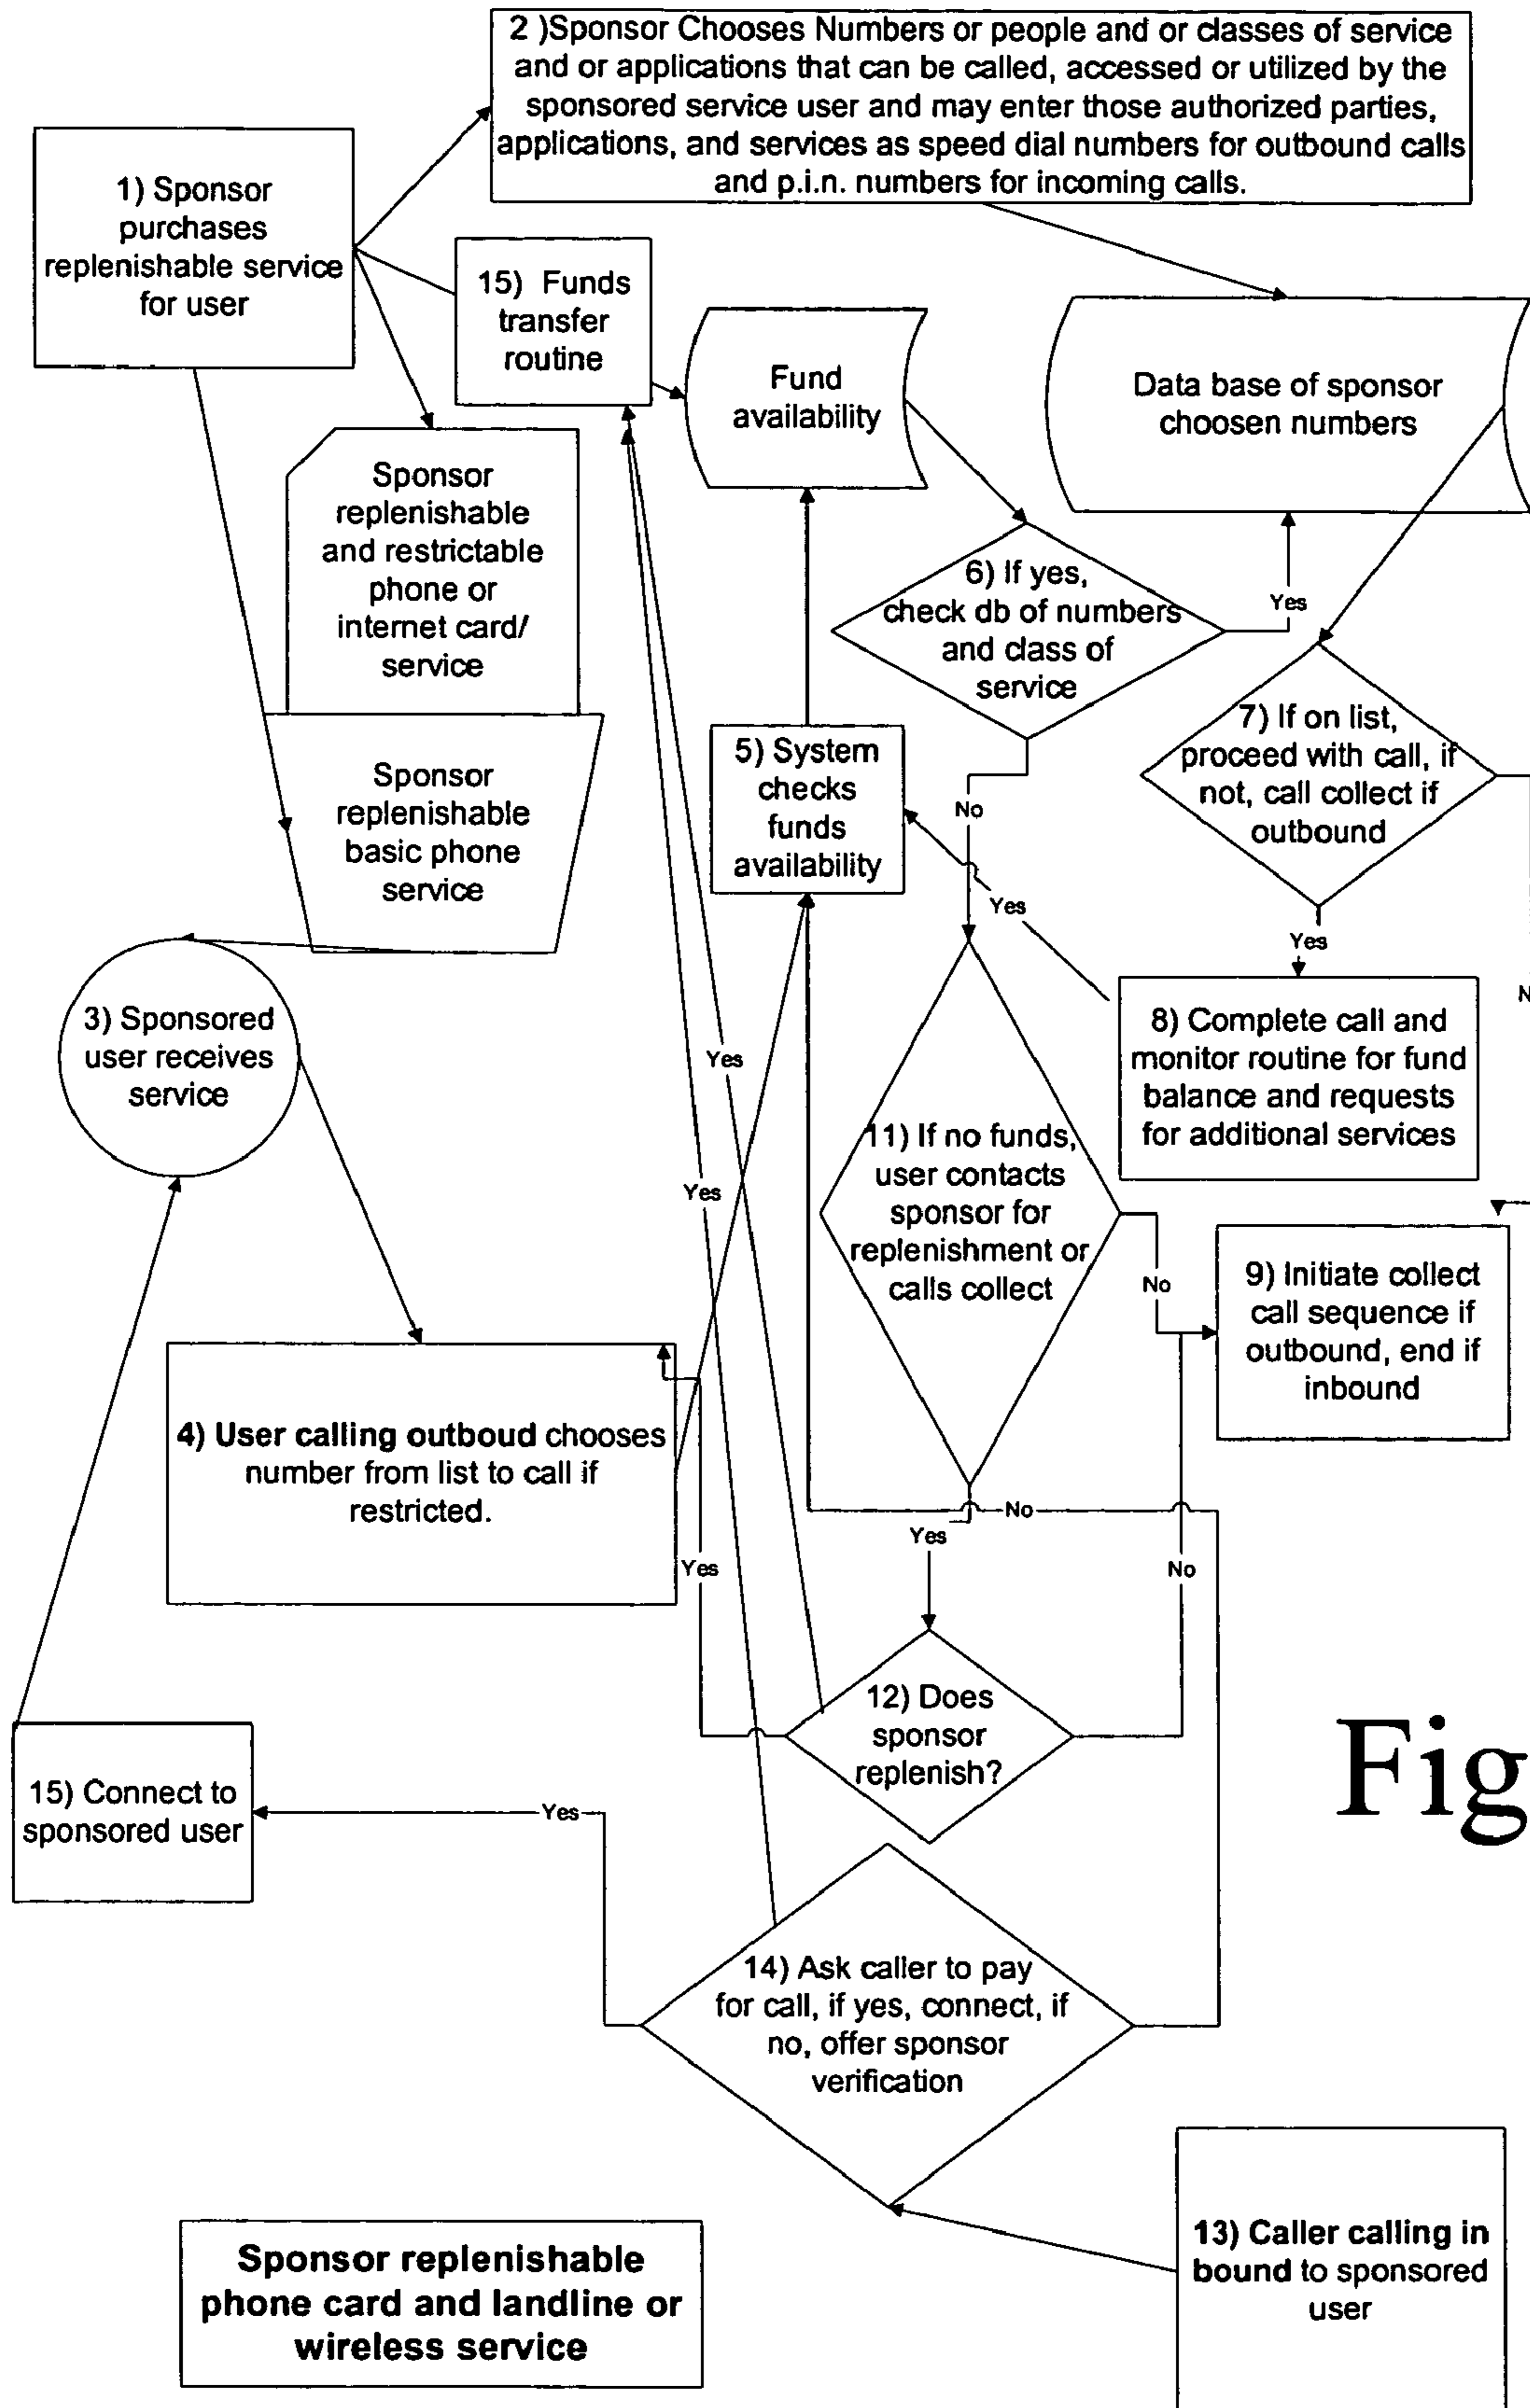 2 )Sponsor Chooses Numbers or people and or classes of service
and or applications that can be called, accessed or utilized by the
sponsored service user and may enter those authorized parties,
applications, and services as speed dial numbers for outbound calls
and p.i.n. numbers for incoming calls.
1) Sponsor
purchases
replenishable service
for user
15) Funds
transfer
routine
Fund
availability
Data base of sponsor
choosen numbers
Sponsor
replenishable
and restrictable
phone or
internet card/
service
6) If yes,
check db of numbers
and class of
service
Yes
No
7) If on list,
proceed with call, if
not, call collect if
outbound
Yes
N
5) System
checks
funds
availability
Yes
Sponsor
replenishable
basic phone
service
3) Sponsored
user receives
service
8) Complete call and
monitor routine for fund
balance and requests
for additional services
Yes
Yes
11) If no funds,
user contacts
sponsor for
replenishment or
calls collect
No
9) Initiate collect
call sequence if
outbound, end if
inbound
4) User calling outboud chooses
number from list to call if
restricted.
No
Yes
Yes
No
12) Does
sponsor
replenish?
Fig
15) Connect to
sponsored user
Yes
14) Ask caller to pay
for call, if yes, connect, if
no, offer sponsor
verification
13) Caller calling in
bound to sponsored
user
Sponsor replenishable
phone card and landline or
wireless service